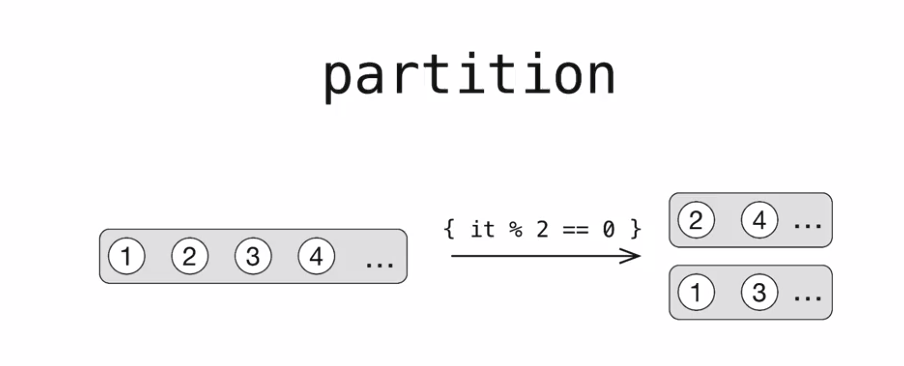 partition
1 2 3 4 ...
{ it % 2 == 0 }
2 4 ...
1 3 ...